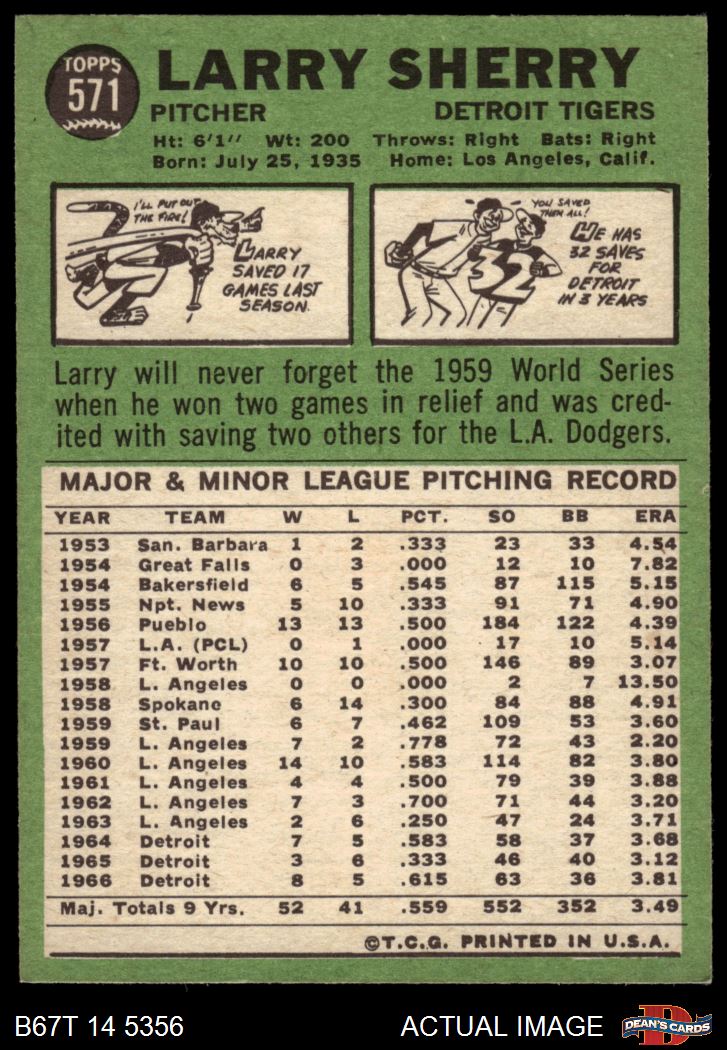 TOPPS
571
LARRY SHERRY
PITCHER DETROIT TIGERS
Ht: 6'1'' Wt: 200 Throws: Right Bats: Right
Born: July 25, 1935 Home: Los Angeles, Calif.
I'LL PUT OUT
THE FIRE!
LARRY
SAVED 17
GAMES LAST
SEASON.
YOU SAVED
THEM ALL!
32
HE HAS
32 SAVES
FOR
DETROIT
IN 3 YEARS
Larry will never forget the 1959 World Series
when he won two games in relief and was cred-
ited with saving two others for the L.A. Dodgers.
MAJOR & MINOR LEAGUE PITCHING RECORD
YEAR TEAM W L PCT. SO BB ERA
1953 San. Barbara 1 2 .333 23 33 4.54
1954 Great Falls 0 3 .000 12 10 7.82
1954 Bakersfield 6 5 .545 87 115 5.15
1955 Npt. News 5 10 .333 91 71 4.90
1956 Pueblo 13 13 .500 184 122 4.39
1957 L.A. (PCL) 0 1 .000 17 10 5.14
1957 Ft. Worth 10 10 .500 146 89 3.07
1958 L. Angeles 0 0 .000 2 7 13.50
1958 Spokane 6 14 .300 84 88 4.91
1959 St. Paul 6 7 .462 109 53 3.60
1959 L. Angeles 7 2 .778 72 43 2.20
1960 L. Angeles 14 10 .583 114 82 3.80
1961 L. Angeles 4 4 .500 79 39 3.88
1962 L. Angeles 7 3 .700 71 44 3.20
1963 L. Angeles 2 6 .250 47 24 3.71
1964 Detroit 7 5 .583 58 37 3.68
1965 Detroit 3 6 .333 46 40 3.12
1966 Detroit 8 5 .615 63 36 3.81
Maj. Totals 9 Yrs. 52 41 .559 552 352 3.49
©T.C.G. PRINTED IN U.S.A.
B67T 14 5356 ACTUAL IMAGE
D
DEAN'S CARDS